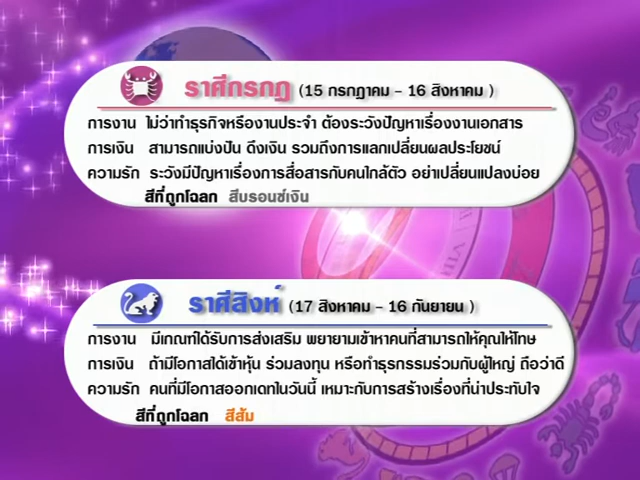 ราศีกรกฎ (15 กรกฎาคม - 16 สิงหาคม )
การงาน ไม่ว่าทำธุรกิจหรืองานประจำ ต้องระวังปัญหาเรื่องงานเอกสาร
การเงิน สามารถแบ่งปัน ดึงเงิน รวมถึงการแลกเปลี่ยนผลประโยชน์
ความรัก ระวังมีปัญหาเรื่องการสื่อสารกับคนใกล้ตัว อย่าเปลี่ยนแปลงบ่อย
สีที่ถูกโฉลก สีบรอนซ์เงิน
ราศีสิงห์ (17 สิงหาคม - 16 กันยายน )
การงาน มีเกณฑ์ได้รับการส่งเสริม พยายามเข้าหาคนที่สามารถให้คุณให้โทษ
การเงิน ถ้ามีโอกาสได้เข้าหุ้น ร่วมลงทุน หรือทำธุรกรรมร่วมกับผู้ใหญ่ ถือว่าดี
ความรัก คนที่มีโอกาสออกเดทในวันนี้ เหมาะกับการสร้างเรื่องที่น่าประทับใจ
สีที่ถูกโฉลก สีส้ม